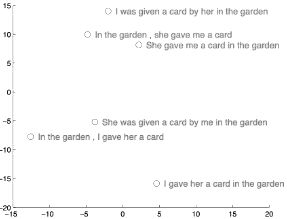 15
I was given a card by her in the garden
10
In the garden , she gave me a card
She gave me a card in the garden
5
0
-5
She was given a card by me in the garden
In the garden , I gave her a card
-10
-15
I gave her a card in the garden
-20
-15 -10 -5 0 5 10 15 20